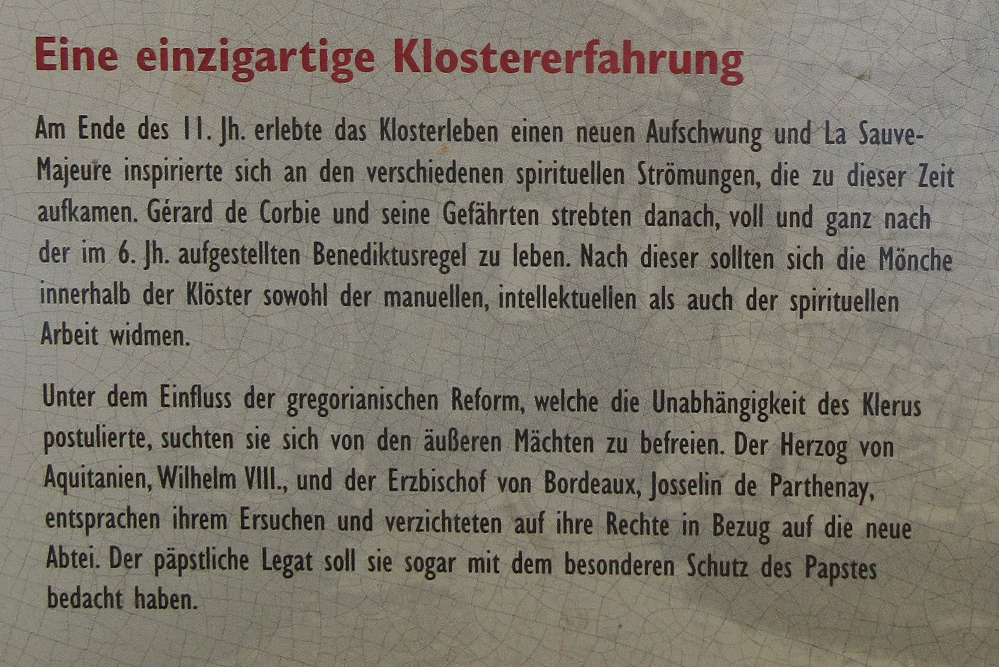 Eine einzigartige Klostererfahrung
Am Ende des 11. Jh. erlebte das Klosterleben einen neuen Aufschwung und La Sauve-
Majeure inspirierte sich an den verschiedenen spirituellen Strömungen, die zu dieser Zeit
aufkamen. Gérard de Corbie und seine Gefährten strebten danach, voll und ganz nach
der im 6. Jh. aufgestellten Benediktusregel zu leben. Nach dieser sollten sich die Mönche
innerhalb der Klöster sowohl der manuellen, intellektuellen als auch der spirituellen
Arbeit widmen.
Unter dem Einfluss der gregorianischen Reform, welche die Unabhängigkeit des Klerus
postulierte, suchten sie sich von den äußeren Mächten zu befreien. Der Herzog von
Aquitanien, Wilhelm VIII., und der Erzbischof von Bordeaux, Josselin de Parthenay,
entsprachen ihrem Ersuchen und verzichteten auf ihre Rechte in Bezug auf die neue
Abtei. Der päpstliche Legat soll sie sogar mit dem besonderen Schutz des Papstes
bedacht haben.